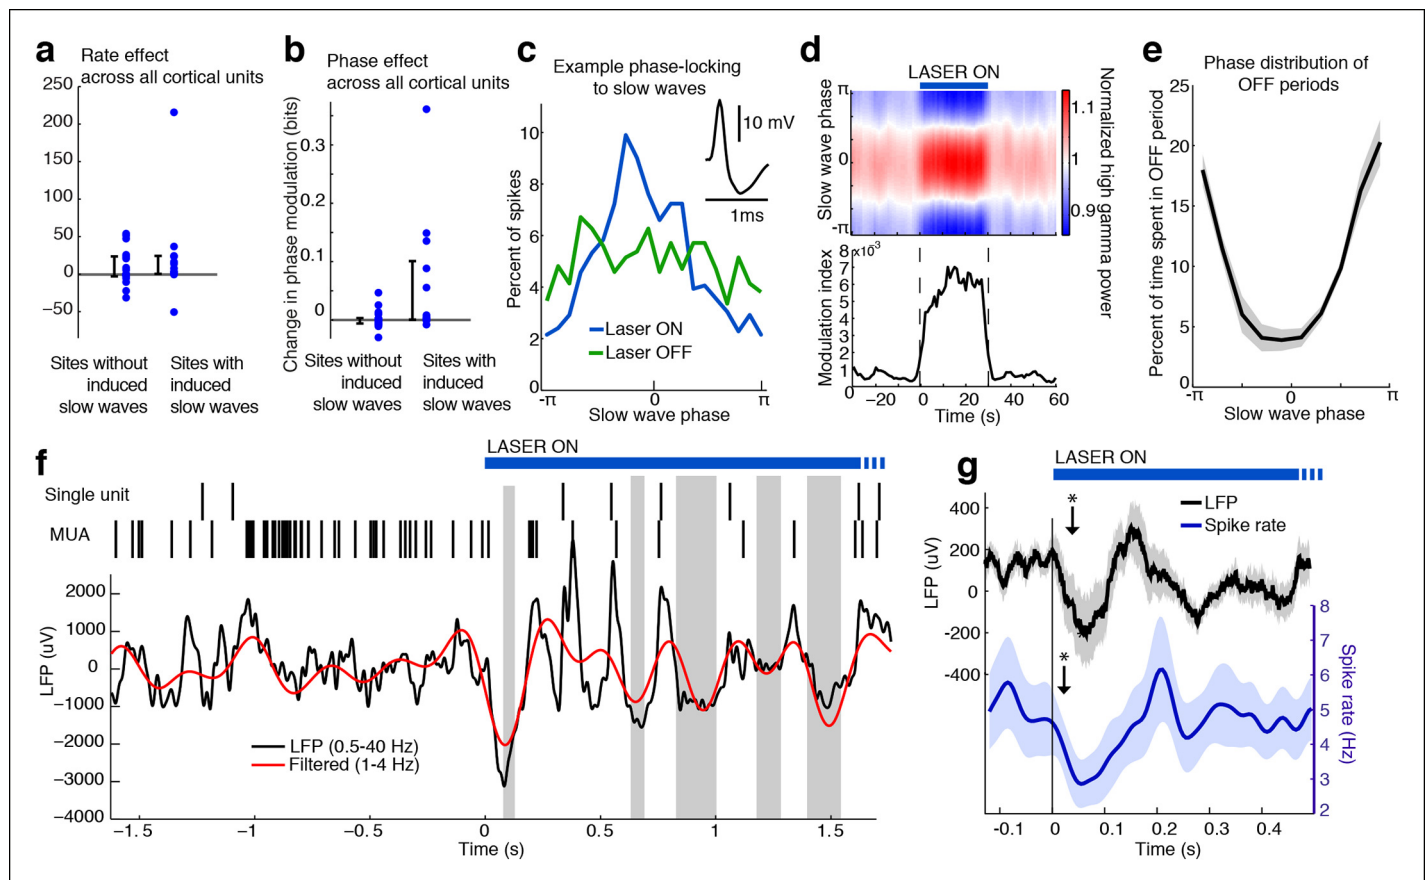 a
Rate effect
across all cortical units
250
200
150
100
50
0
−50
Sites without
induced
slow waves
Sites with
induced
slow waves
b
Phase effect
across all cortical units
Change in phase modulation (bits)
0.3
0.2
0.1
0
Sites without
induced
slow waves
Sites with
induced
slow waves
c
Example phase-locking
to slow waves
10 mV
1ms
Percent of spikes
10
8
6
4
2
0
Laser ON
Laser OFF
-π
0
π
Slow wave phase
d
LASER ON
Slow wave phase
π
0
-π
1.1
1
0.9
Normalized high
gamma power
Modulation index
8
x10⁻³
7
6
5
4
3
2
1
0
−20
0
20
40
60
Time (s)
e
Phase distribution of
OFF periods
Percent of time spent in OFF period
25
20
15
10
5
0
-π
0
π
Slow wave phase
f
LASER ON
Single unit
MUA
LFP (uV)
2000
1000
0
−1000
−2000
−3000
−4000
LFP (0.5-40 Hz)
Filtered (1-4 Hz)
−1.5
−1
−0.5
0
0.5
1
1.5
Time (s)
g
LASER ON
*
LFP
Spike rate
LFP (uV)
400
200
0
-200
-400
*
*
8
7
6
5
4
3
2
Spike rate (Hz)
-0.1
0
0.1
0.2
0.3
0.4
Time (s)